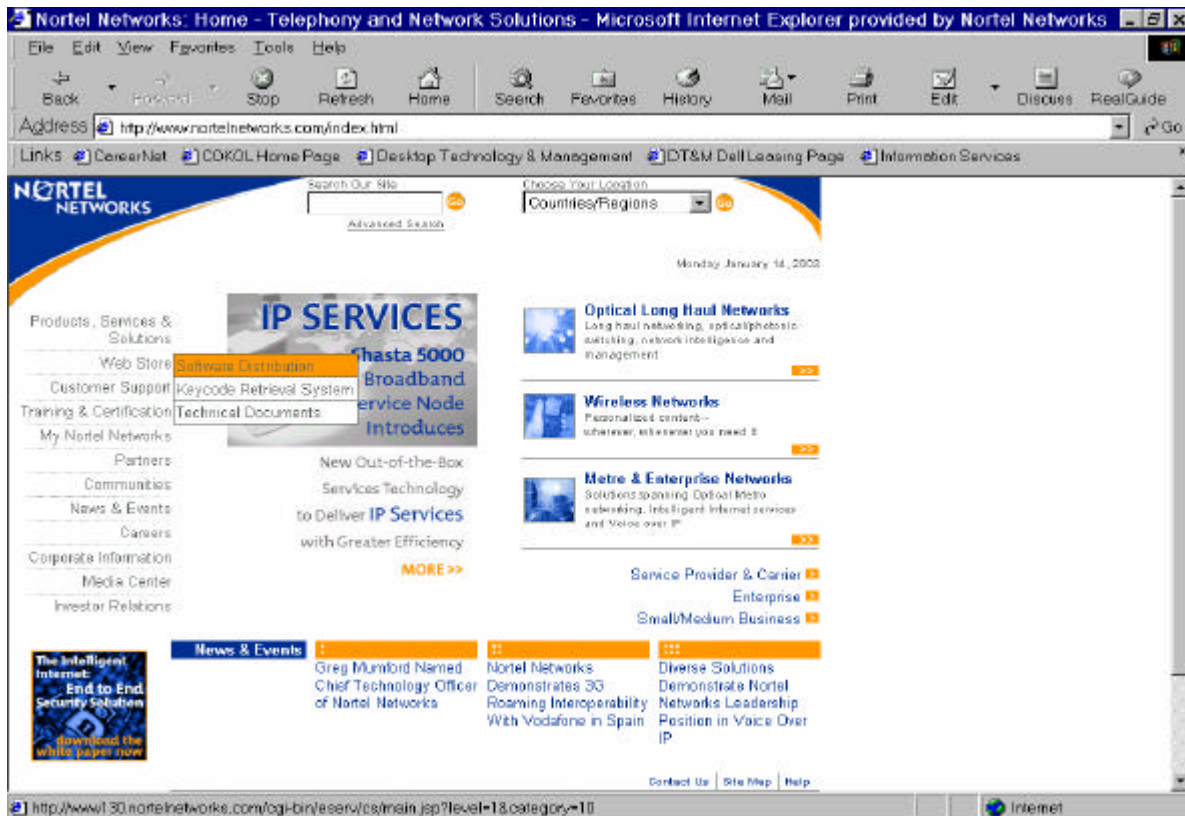 Nortel Networks: Home - Telephony and Network Solutions - Microsoft Internet Explorer provided by Nortel Networks
File Edit View Favorites Tools Help
Back Forward Stop Refresh Home Search Favorites History Mail Print Edit Discuss RealGuide
Address http://www.nortelnetworks.com/index.html Go
Links CareerNet COKOL Home Page Desktop Technology & Management DT&M Dell Leasing Page Information Services
NORTEL
NETWORKS
Search Our Site
Go
Advanced Search
Choose Your Location
Countries/Regions Go
Monday January 14, 2002
Products, Services &
Solutions
Web Store
Customer Support
Training & Certification
My Nortel Networks
Partners
Communities
News & Events
Careers
Corporate Information
Media Center
Investor Relations
Software Distribution
Keycode Retrieval System
Technical Documents
IP SERVICES
Shasta 5000
Broadband
Service Node
Introduces
New Out-of-the-Box
Services Technology
to Deliver IP Services
with Greater Efficiency
MORE >>
Optical Long Haul Networks
Long haul networking, optical/photonic
switching, network intelligence and
management
>>
Wireless Networks
Personalized content--
wherever, whenever you need it
>>
Metro & Enterprise Networks
Solutions spanning Optical Metro
networking, Intelligent Internet services
and Voice over IP
>>
Service Provider & Carrier >
Enterprise >
Small/Medium Business >
The Intelligent
Internet:
End to End
Security Solution
download the
white paper now
News & Events
Greg Mumford Named
Chief Technology Officer
of Nortel Networks
Nortel Networks
Demonstrates 3G
Roaming Interoperability
With Vodafone in Spain
Diverse Solutions
Demonstrate Nortel
Networks Leadership
Position in Voice Over
IP
Contact Us | Site Map | Help
http://www130.nortelnetworks.com/cgi-bin/eserv/cs/main.jsp?level=1&category=10 Internet